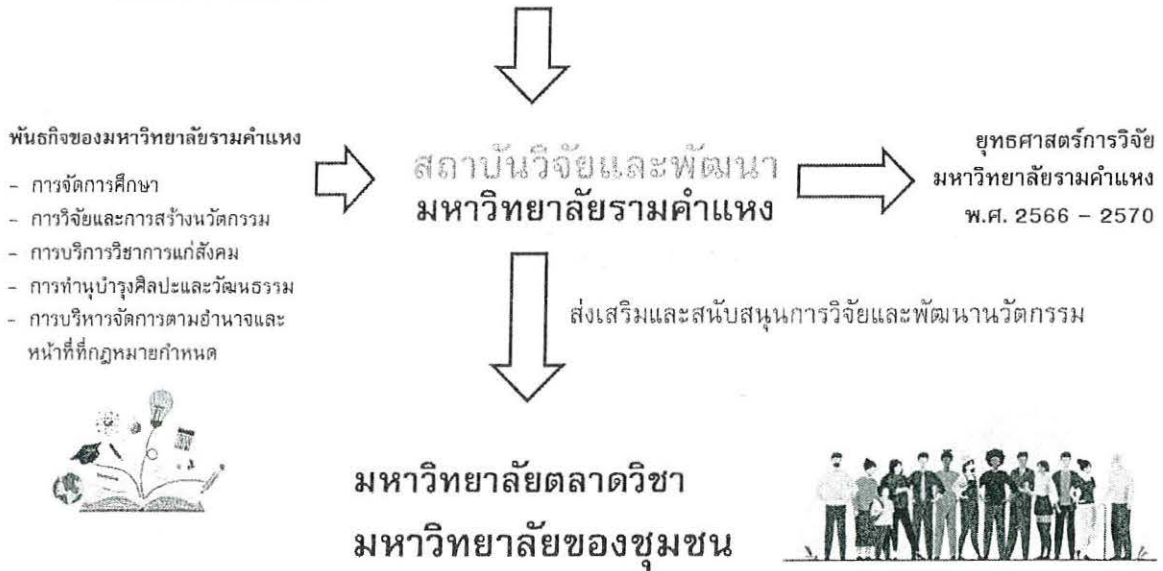 พันธกิจของมหาวิทยาลัยรามคำแหง
- การจัดการศึกษา
- การวิจัยและการสร้างนวัตกรรม
- การบริการวิชาการแก่สังคม
- การทำนุบำรุงศิลปะและวัฒนธรรม
- การบริหารจัดการตามอำนาจและ
หน้าที่ที่กฎหมายกำหนด
สถาบันวิจัยและพัฒนา
มหาวิทยาลัยรามคำแหง
ยุทธศาสตร์การวิจัย
มหาวิทยาลัยรามคำแหง
พ.ศ. 2566 - 2570
ส่งเสริมและสนับสนุนการวิจัยและพัฒนานวัตกรรม
มหาวิทยาลัยตลาดวิชา
มหาวิทยาลัยของชุมชน